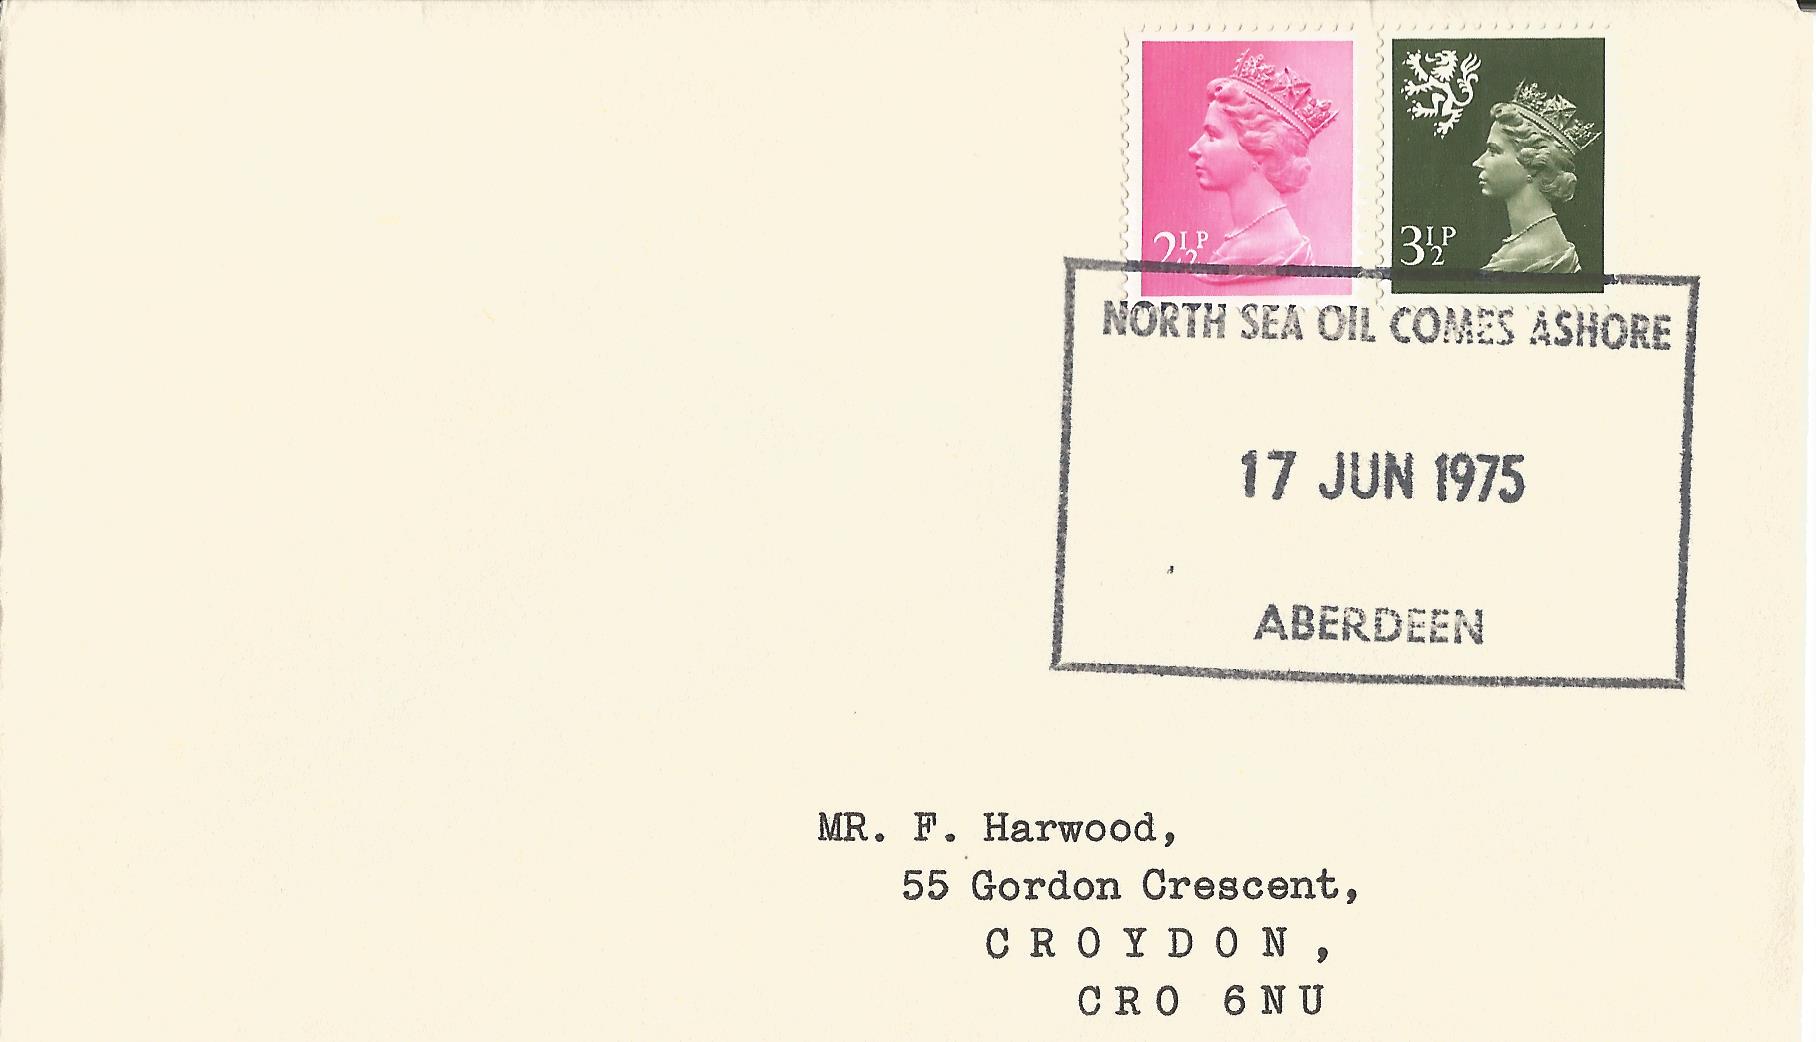 2½P
3½P
NORTH SEA OIL COMES ASHORE
17 JUN 1975
ABERDEEN
MR. F. Harwood,
55 Gordon Crescent,
CROYDON,
CRO 6NU